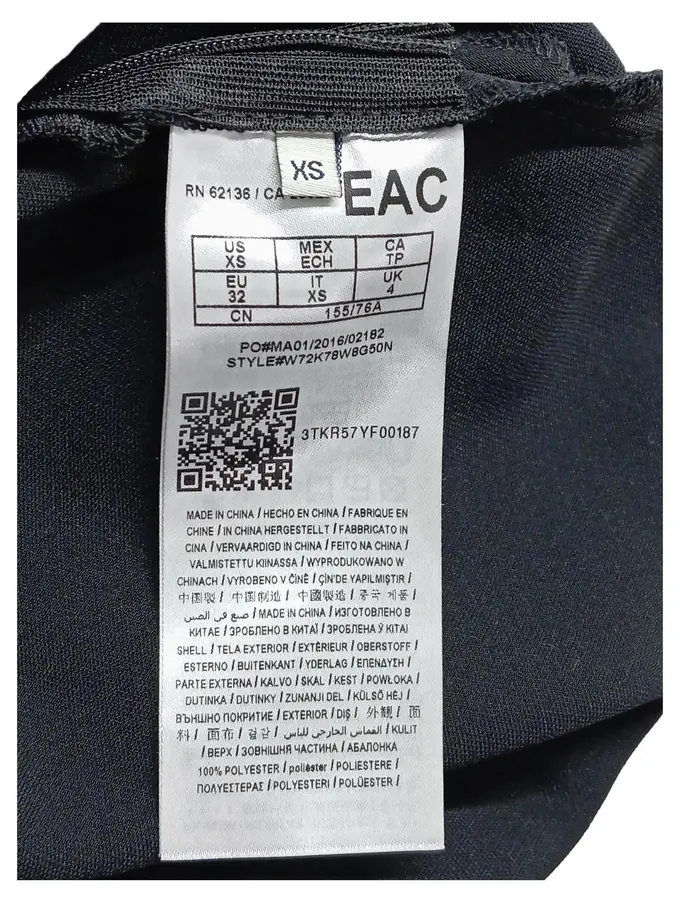 XS
RN 62136 / CA
EAC
US XS MEX ECH CA TP
EU 32 IT XS UK 4
CN 155/76A
PO#MA01/2016/02182
STYLE#W72K78W8G50N
3TKR57YF00187
MADE IN CHINA / HECHO EN CHINA / FABRIQUE EN
CHINE / IN CHINA HERGESTELLT / FABBRICATO IN
CINA / VERVAARDIGD IN CHINA / FEITO NA CHINA /
VALMISTETTU KIINASSA / WYPRODUKOWANO W
CHINACH / VYROBENO V ČÍNĚ / ÇİN'DE YAPILMIŞTIR /
中国製 / 中国制造 / 中國製造 / 중국 제품 /
صنع في الصين / MADE IN CHINA / ИЗГОТОВЛЕНО В
КИТАЕ / ЗРОБЛЕНО В КИТАЇ / ЗРОБЛЕНА Ў КІТАІ
SHELL / TELA EXTERIOR / EXTÉRIEUR / OBERSTOFF /
ESTERNO / BUITENKANT / YDERLAG / ΕΠΕΝΔΥΣΗ /
PARTE EXTERNA / KALVO / SKAL / KEST / POWŁOKA /
DUTINKA / DUTINKY / ZUNANJI DEL / KÜLSŐ HÉJ /
ВЪНШНО ПОКРИТИЕ / EXTERIOR / DIŞ / 外観 / 面
料 / 面布 / 겉감 / القماش الخارجي للباس / KULIT
/ ВЕРХ / ЗОВНІШНЯ ЧАСТИНА / АБАЛОНКА
100% POLYESTER / poliéster / POLIESTERE /
ΠΟΛΥΕΣΤΕΡΑΣ / POLYESTERI / POLÜESTER /